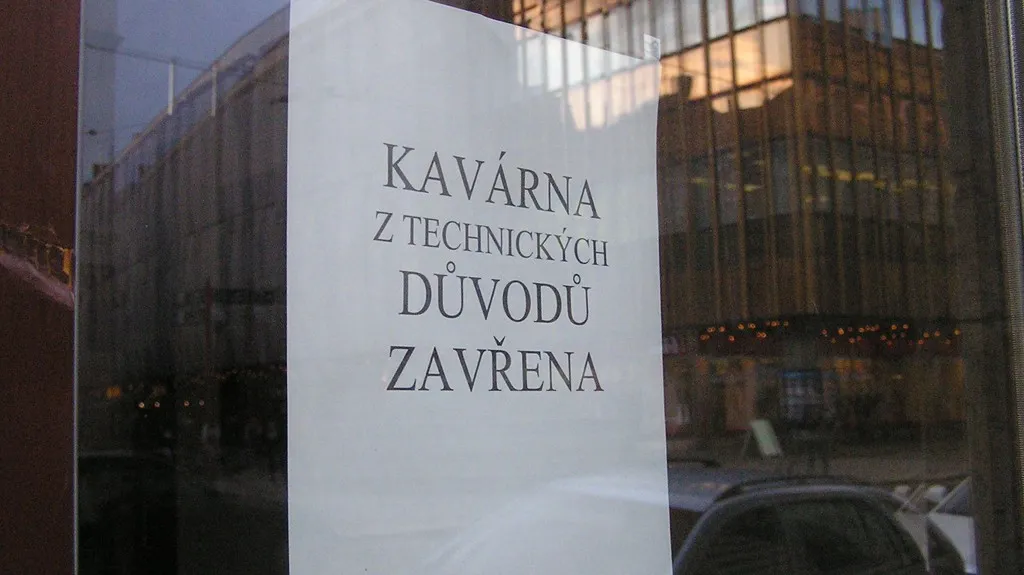 KAVÁRNA
Z TECHNICKÝCH
DŮVODŮ
ZAVŘENA